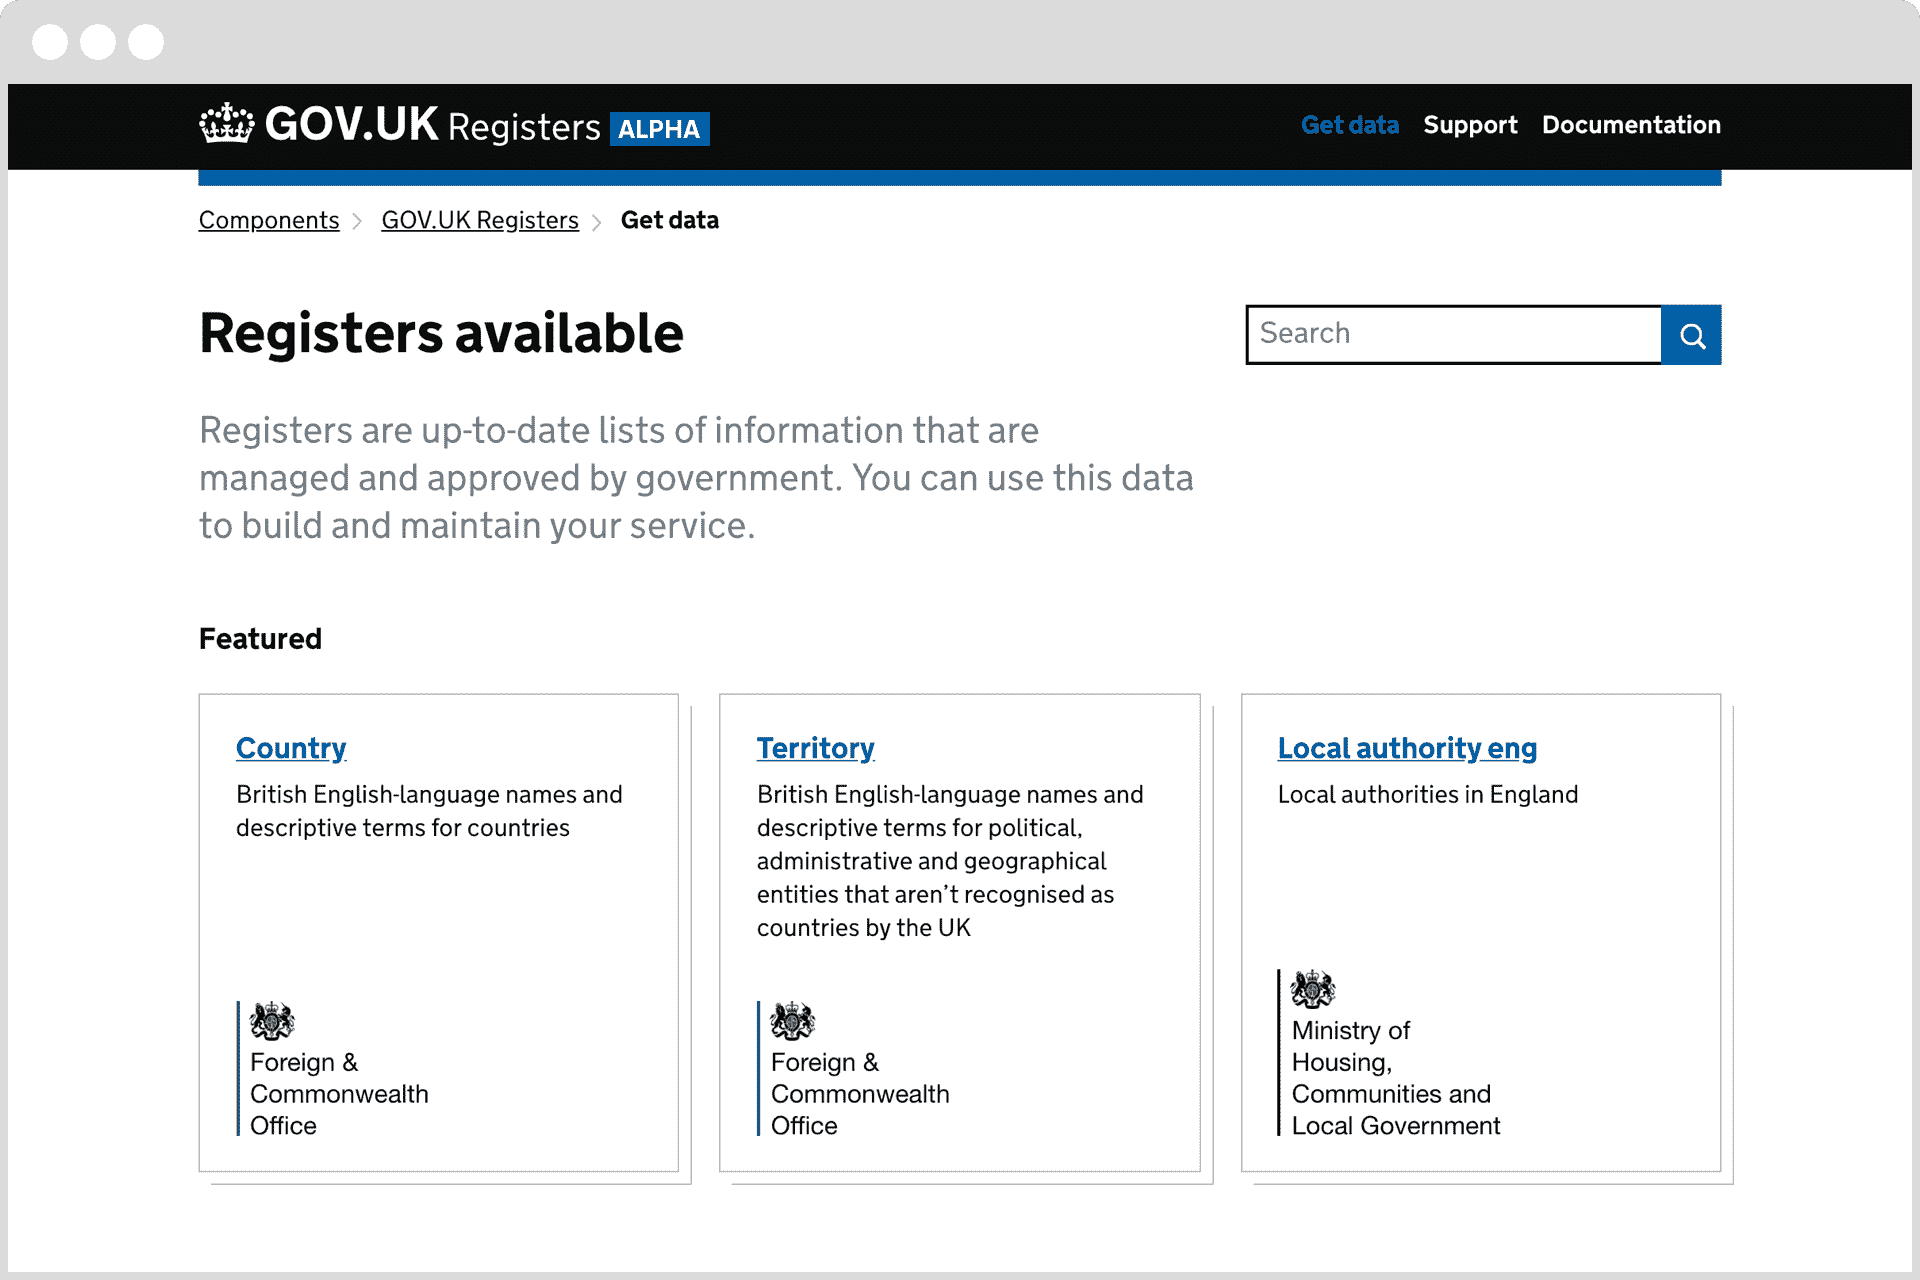 GOV.UK Registers ALPHA
Get data Support Documentation
Components GOV.UK Registers Get data
Registers available
Search
Registers are up-to-date lists of information that are
managed and approved by government. You can use this data
to build and maintain your service.
Featured
Country
British English-language names and
descriptive terms for countries
Foreign &
Commonwealth
Office
Territory
British English-language names and
descriptive terms for political,
administrative and geographical
entities that aren’t recognised as
countries by the UK
Foreign &
Commonwealth
Office
Local authority eng
Local authorities in England
Ministry of
Housing,
Communities and
Local Government